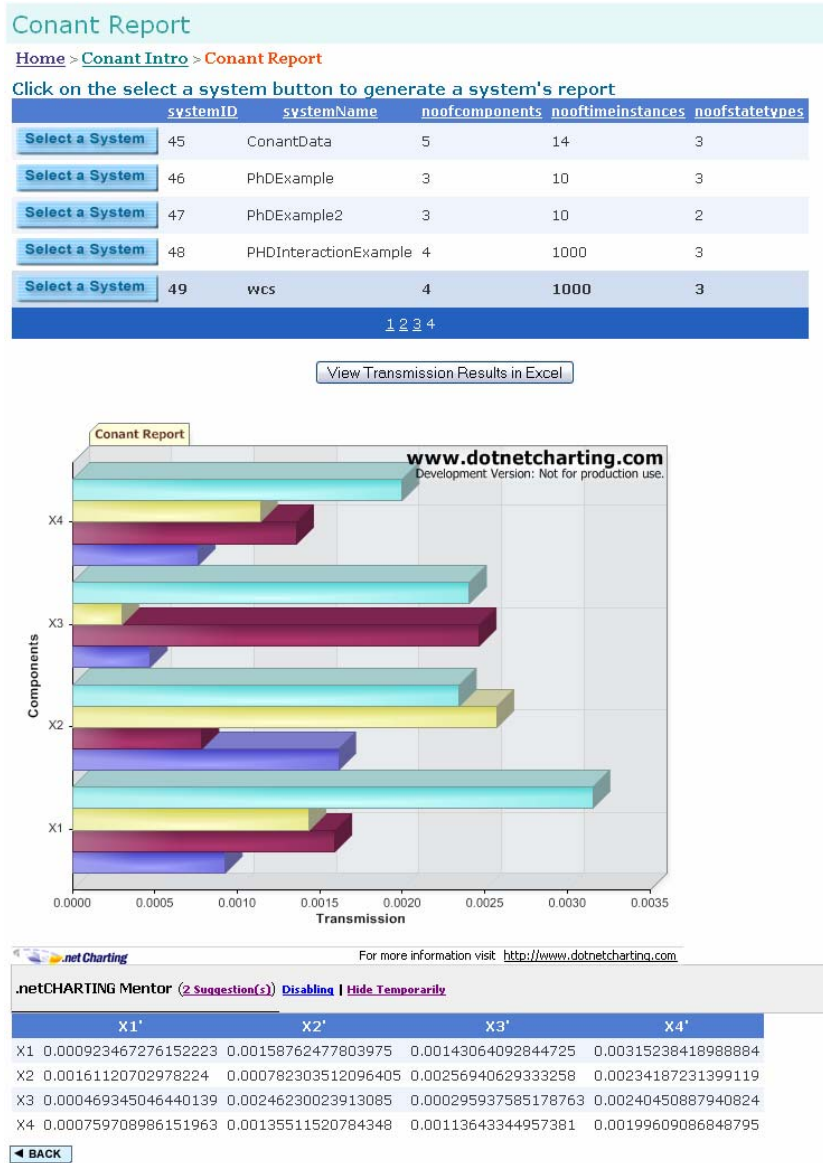 Conant Report
Home > Conant Intro > Conant Report
Click on the select a system button to generate a system's report
systemID systemName noofcomponents nooftimeinstances noofstatetypes
Select a System 45 ConantData 5 14 3
Select a System 46 PhDExample 3 10 3
Select a System 47 PhDExample2 3 10 2
Select a System 48 PHDInteractionExample 4 1000 3
Select a System 49 wcs 4 1000 3
1 2 3 4
View Transmission Results in Excel
Conant Report
www.dotnetcharting.com
Development Version: Not for production use.
X4
X3
X2
X1
Components
0.0000 0.0005 0.0010 0.0015 0.0020 0.0025 0.0030 0.0035
Transmission
.net Charting
For more information visit http://www.dotnetcharting.com
.netCHARTING Mentor (2 Suggestion(s)) Disabling | Hide Temporarily
X1' X2' X3' X4'
X1 0.000923467276152223 0.00158762477803975 0.00143064092844725 0.00315238418988884
X2 0.00161120702978224 0.000782303512096405 0.00256940629333258 0.00234187231399119
X3 0.000469345046440139 0.00246230023913085 0.000295937585178763 0.00240450887940824
X4 0.000759708986151963 0.00135511520784348 0.00113643344957381 0.00199609086848795
BACK